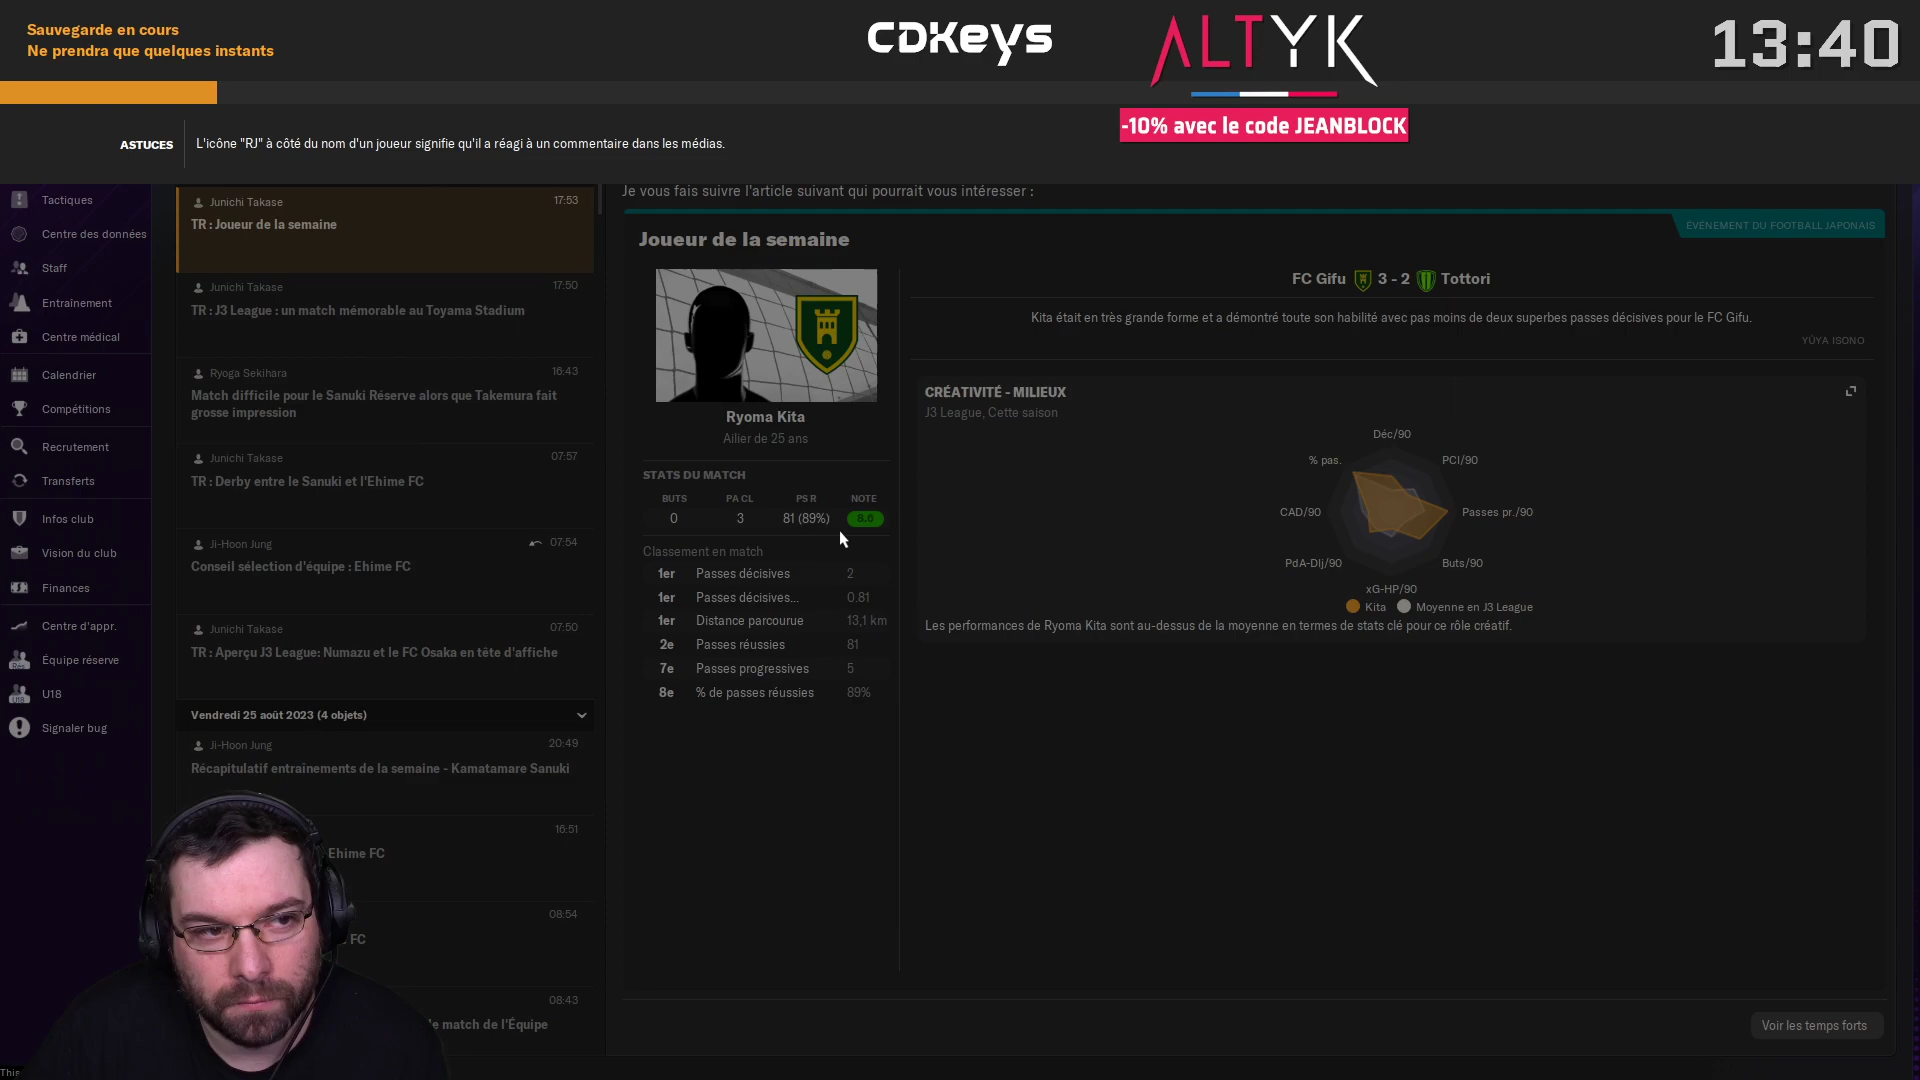 Sauvegarde en cours
Ne prendra que quelques instants
CDKeys
ALTYK
-10% avec le code JEANBLOCK
13:40
ASTUCES
L'icône "RJ" à côté du nom d'un joueur signifie qu'il a réagi à un commentaire dans les médias.
Tactiques
Centre des données
Staff
Entraînement
Centre médical
Calendrier
Compétitions
Recrutement
Transferts
Infos club
Vision du club
Finances
Centre d'appr.
Équipe réserve
U18
Signaler bug
Junichi Takase 17:53
TR : Joueur de la semaine
Junichi Takase 17:50
TR : J3 League : un match mémorable au Toyama Stadium
Ryoga Sekihara 16:43
Match difficile pour le Sanuki Réserve alors que Takemura fait
grosse impression
Junichi Takase 07:57
TR : Derby entre le Sanuki et l'Ehime FC
Ji-Hoon Jung 07:54
Conseil sélection d'équipe : Ehime FC
Junichi Takase 07:50
TR : Aperçu J3 League: Numazu et le FC Osaka en tête d'affiche
Vendredi 25 août 2023 (4 objets)
Ji-Hoon Jung 20:49
Récapitulatif entraînements de la semaine - Kamatamare Sanuki
16:51
Ehime FC
08:54
FC
08:43
le match de l'Équipe
Je vous fais suivre l'article suivant qui pourrait vous intéresser :
ÉVÉNEMENT DU FOOTBALL JAPONAIS
Joueur de la semaine
Ryoma Kita
Ailier de 25 ans
STATS DU MATCH
BUTS PA CL PS R NOTE
0 3 81 (89%) 8.6
Classement en match
1er Passes décisives 2
1er Passes décisives... 0.81
1er Distance parcourue 13,1 km
2e Passes réussies 81
7e Passes progressives 5
8e % de passes réussies 89%
FC Gifu 3 - 2 Tottori
Kita était en très grande forme et a démontré toute son habilité avec pas moins de deux superbes passes décisives pour le FC Gifu.
YÛYA ISONO
CRÉATIVITÉ - MILIEUX
J3 League, Cette saison
Déc/90
% pas. PCl/90
CAD/90 Passes pr./90
PdA-Dlj/90 Buts/90
xG-HP/90
Kita Moyenne en J3 League
Les performances de Ryoma Kita sont au-dessus de la moyenne en termes de stats clé pour ce rôle créatif.
Voir les temps forts
This